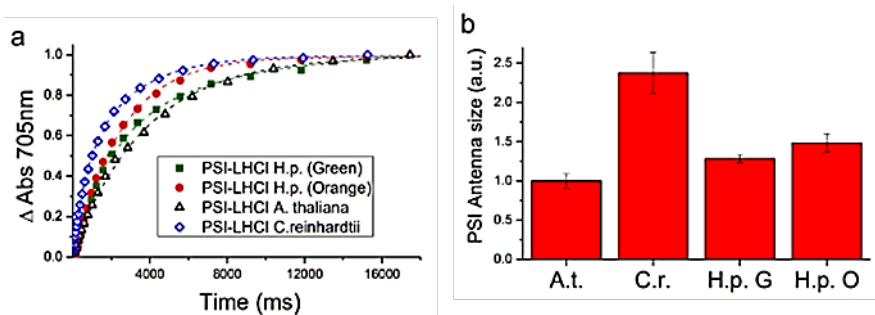 a
Δ Abs 705nm
1.0
0.8
0.6
0.4
0.2
0.0
PSI-LHCI H.p. (Green)
PSI-LHCI H.p. (Orange)
PSI-LHCI A. thaliana
PSI-LHCI C.reinhardtii
4000 8000 12000 16000
Time (ms)
b
PSI Antenna size (a.u.)
2.5
2.0
1.5
1.0
0.5
0.0
A.t. C.r. H.p. G H.p. O